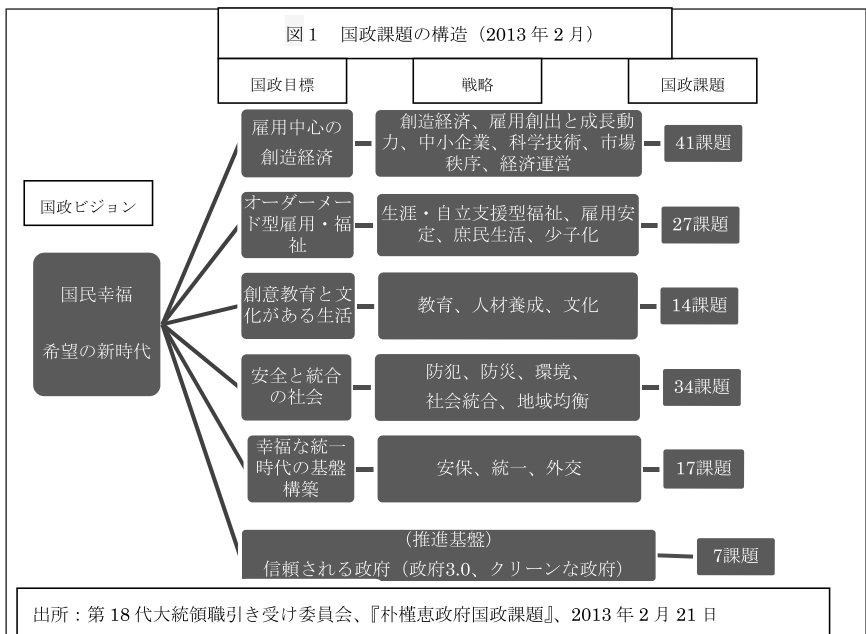 図1 国政課題の構造（2013年2月）
国政目標
戦略
国政課題
国政ビジョン
国民幸福
希望の新時代
雇用中心の
創造経済
創造経済、雇用創出と成長動
力、中小企業、科学技術、市場
秩序、経済運営
41課題
オーダーメー
ド型雇用・福
祉
生涯・自立支援型福祉、雇用安
定、庶民生活、少子化
27課題
創意教育と文
化がある生活
教育、人材養成、文化
14課題
安全と統合
の社会
防犯、防災、環境、
社会統合、地域均衡
34課題
幸福な統一
時代の基盤
構築
安保、統一、外交
17課題
(推進基盤)
信頼される政府（政府3.0、クリーンな政府）
7課題
出所：第18代大統領職引き受け委員会、『朴槿恵政府国政課題』、2013年2月21日